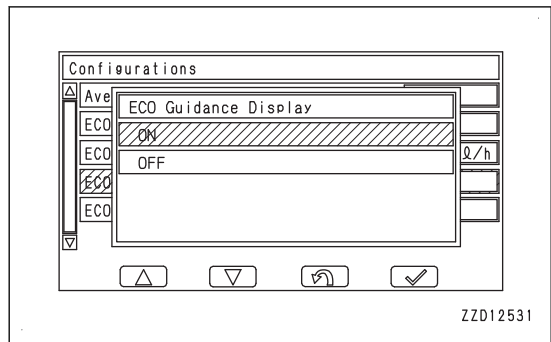 Configurations
Ave
ECO Guidance Display
ECO
ON
ECO
OFF
ℓ/h
ECO
ECO
ZZD12531